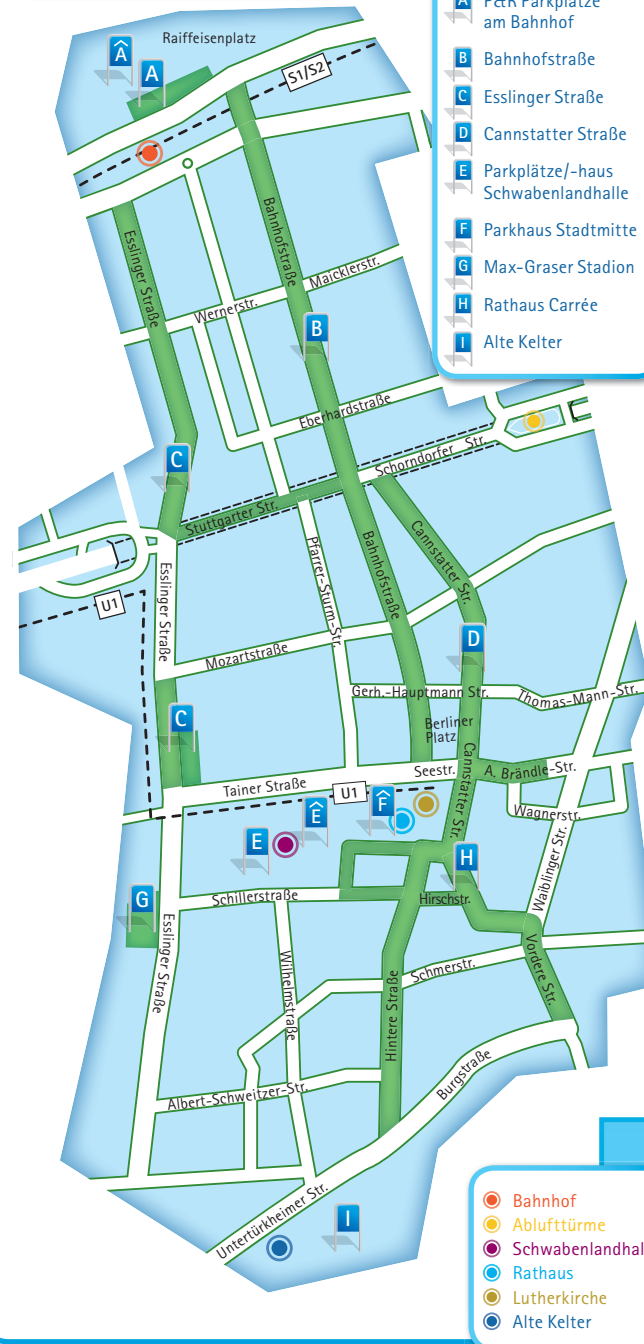 P&R Parkplätze
am Bahnhof
A
B
Bahnhofstraße
C
Esslinger Straße
D
Cannstatter Straße
E
Parkplätze/-haus
Schwabenlandhalle
F
Parkhaus Stadtmitte
G
Max-Graser Stadion
H
Rathaus Carrée
I
Alte Kelter
Raiffeisenplatz
A
A
S1/S2
Esslinger Straße
Bahnhofstraße
Maicklerstr.
Wernerstr.
B
Eberhardstraße
Schorndorfer Str.
C
Stuttgarter Str.
Cannstatter Str.
Bahnhofstraße
Pfarrer-Sturm-Str.
Esslinger Straße
U1
D
Mozartstraße
Gerh.-Hauptmann Str.
Thomas-Mann-Str.
C
Berliner
Platz
Cannstatter Str.
Seestr.
A. Brändle-Str.
Tainer Straße
U1
E
F
Wagnerstr.
E
H
Waiblinger Str.
G
Schillerstraße
Hirschstr.
Esslinger Straße
Wilhelmstraße
Schmerstr.
Vordere Str.
Hintere Straße
Burgstraße
Albert-Schweitzer-Str.
Untertürkheimer Str.
I
Bahnhof
Ablufttürme
Schwabenlandhal
Rathaus
Lutherkirche
Alte Kelter